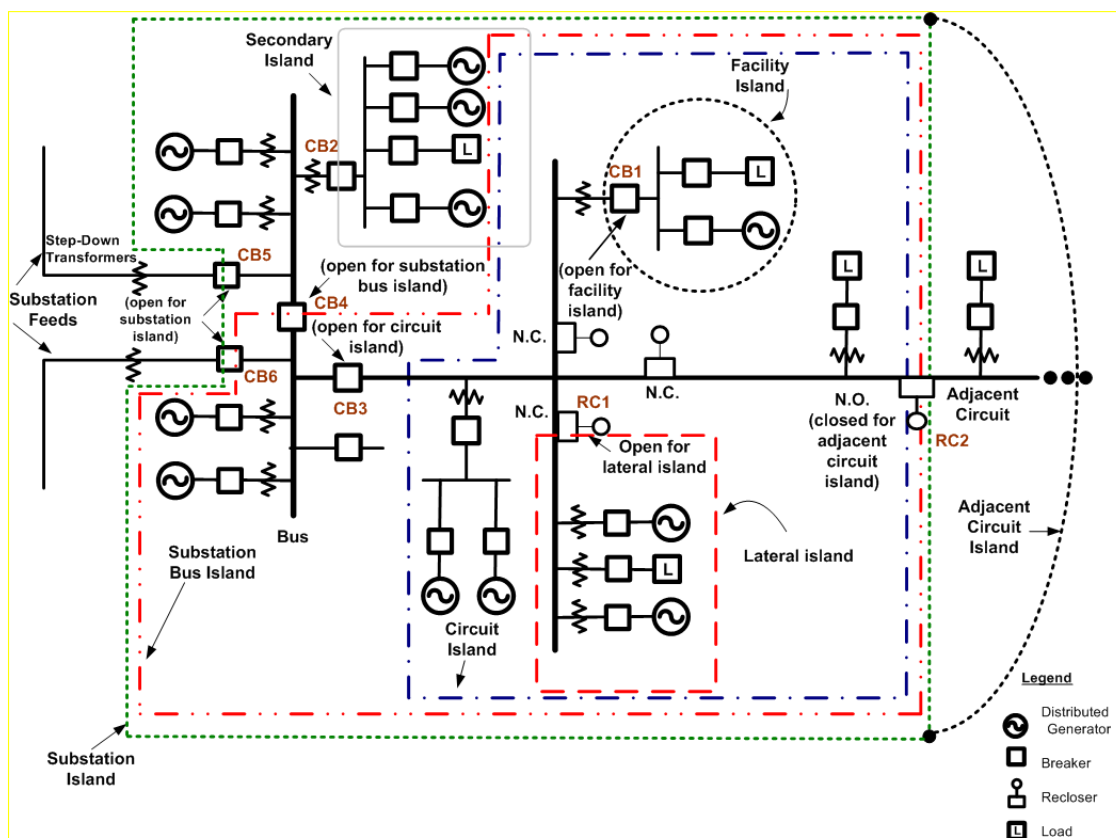 Secondary
Island
Facility
Island
CB2
L
CB1
L
Step-Down
Transformers
CB5
(open for
substation
island)
Substation
Feeds
(open for substation
bus island)
CB4
(open for circuit
island)
(open for
facility
island)
L
L
N.C.
N.C.
CB6
CB3
N.C.
RC1
N.O.
(closed for
adjacent
circuit
island)
Adjacent
Circuit
RC2
Open for
lateral island
Bus
Substation
Bus Island
Adjacent
Circuit
Island
Lateral island
L
Circuit
Island
Substation
Island
Legend
Distributed
Generator
Breaker
Recloser
L
Load